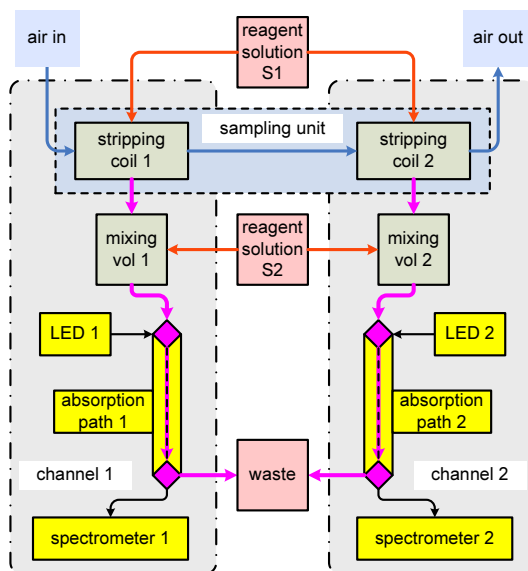 air in
reagent
solution
S1
air out
sampling unit
stripping
coil 1
stripping
coil 2
mixing
vol 1
reagent
solution
S2
mixing
vol 2
LED 1
LED 2
absorption
path 1
absorption
path 2
channel 1
waste
channel 2
spectrometer 1
spectrometer 2